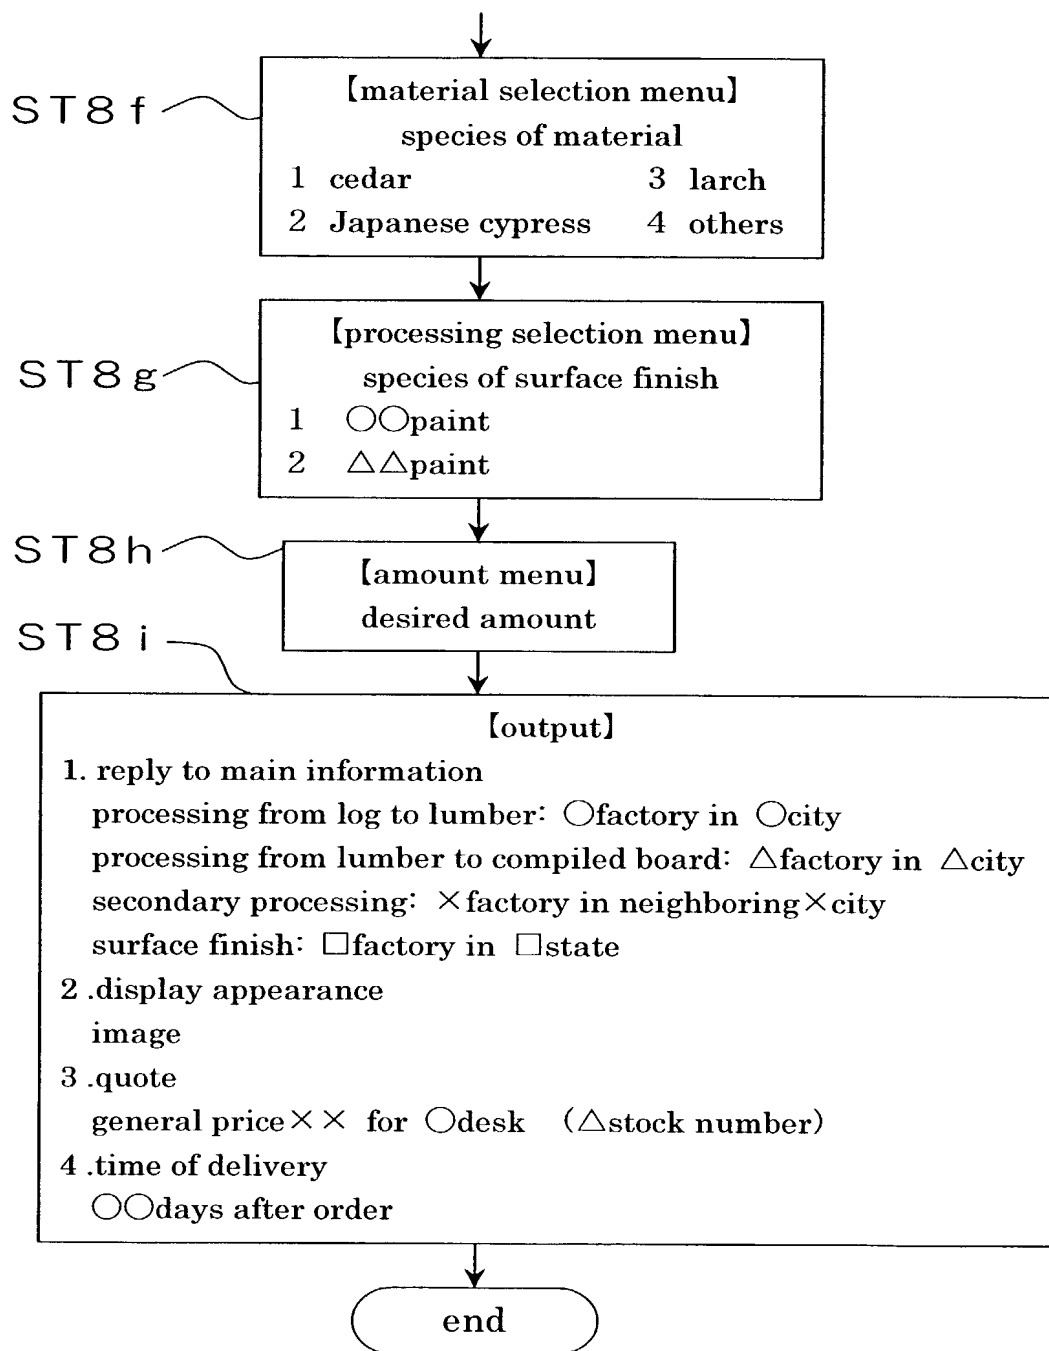 ST8f
【material selection menu】
species of material
1 cedar 3 larch
2 Japanese cypress 4 others
ST8g
【processing selection menu】
species of surface finish
1 ○○paint
2 △△paint
ST8h
【amount menu】
desired amount
ST8i
【output】
1. reply to main information
processing from log to lumber: ○factory in ○city
processing from lumber to compiled board: △factory in △city
secondary processing: ×factory in neighboring×city
surface finish: □factory in □state
2 .display appearance
image
3 .quote
general price×× for ○desk (△stock number)
4 .time of delivery
○○days after order
end